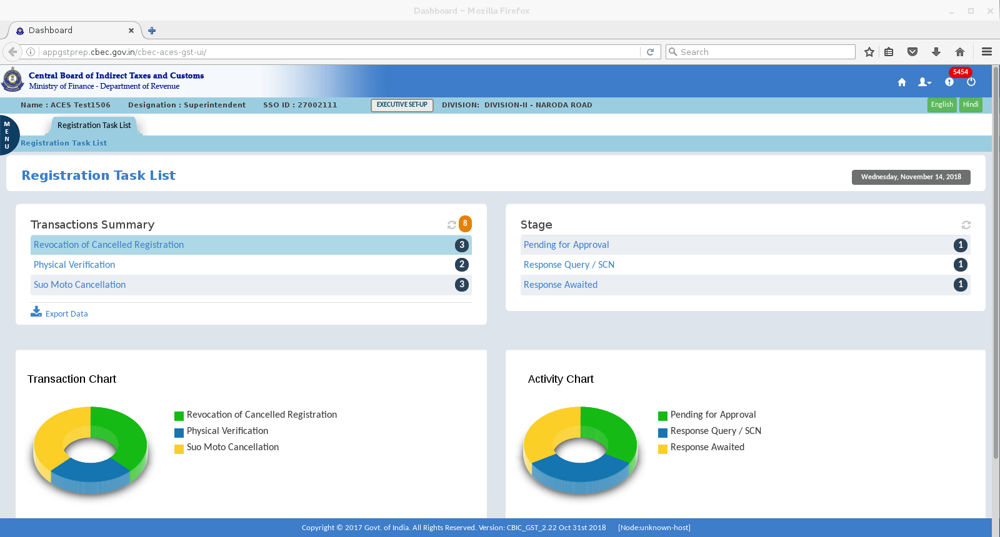 Dashboard - Mozilla Firefox
Dashboard
appgstprep.cbec.gov.in/cbec-aces-gst-ui/
Search
Central Board of Indirect Taxes and Customs
Ministry of Finance - Department of Revenue
5454
Name : ACES Test1506 Designation : Superintendent SSO ID : 27002111 EXECUTIVE SET-UP DIVISION: DIVISION-II - NARODA ROAD English Hindi
MENU
Registration Task List
Registration Task List
Registration Task List
Wednesday, November 14, 2018
Transactions Summary 8
Revocation of Cancelled Registration 3
Physical Verification 2
Suo Moto Cancellation 3
Export Data
Stage
Pending for Approval 1
Response Query / SCN 1
Response Awaited 1
Transaction Chart
Revocation of Cancelled Registration
Physical Verification
Suo Moto Cancellation
Activity Chart
Pending for Approval
Response Query / SCN
Response Awaited
Copyright © 2017 Govt. of India. All Rights Reserved. Version: CBIC_GST_2.22 Oct 31st 2018 [Node:unknown-host]